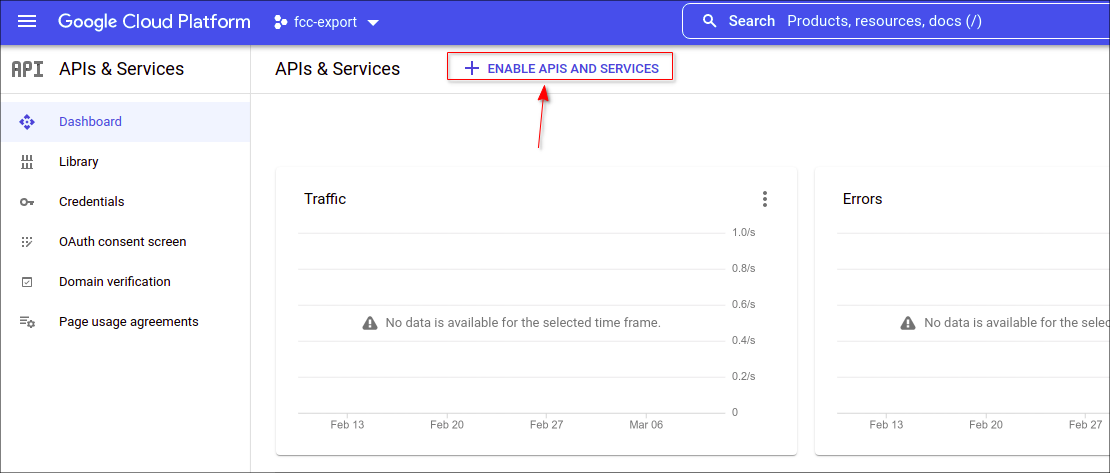 Google Cloud Platform
fcc-export
Search Products, resources, docs (/)
API
APIs & Services
APIs & Services
ENABLE APIS AND SERVICES
Dashboard
Library
Credentials
OAuth consent screen
Domain verification
Page usage agreements
Traffic
1.0/s
0.8/s
0.6/s
No data is available for the selected time frame.
0.4/s
0.2/s
0
Feb 13 Feb 20 Feb 27 Mar 06
Errors
No data is available for the selec
Feb 13 Feb 20 Feb 27